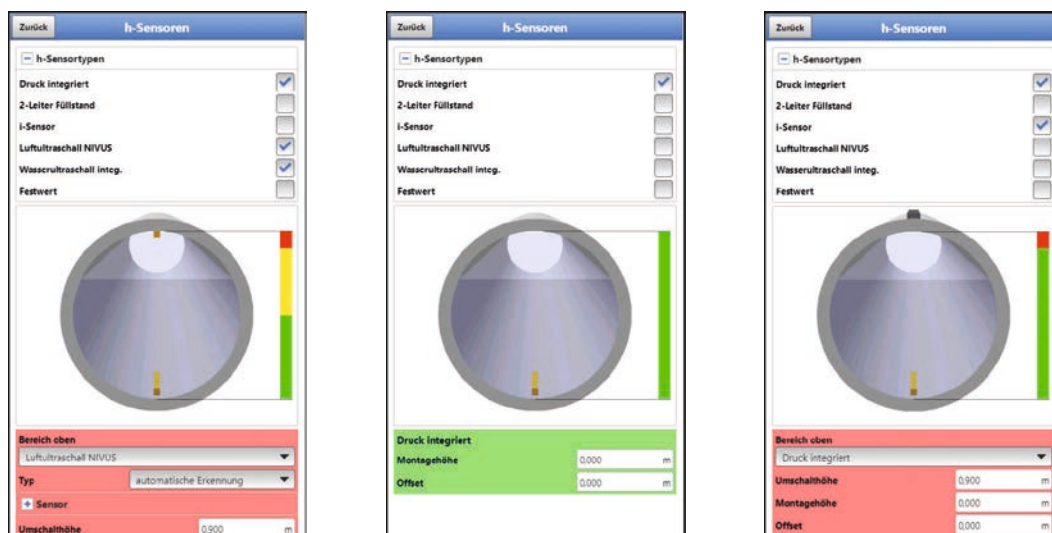 Zurück h-Sensoren
h-Sensortypen
Druck integriert
2-Leiter Füllstand
i-Sensor
Luftultraschall NIVUS
Wasserultraschall integ.
Festwert
Bereich oben
Luftultraschall NIVUS
Typ automatische Erkennung
Sensor
Umschalthöhe 0,900 m
Zurück h-Sensoren
h-Sensortypen
Druck integriert
2-Leiter Füllstand
i-Sensor
Luftultraschall NIVUS
Wasserultraschall integ.
Festwert
Druck integriert
Montagehöhe 0,000 m
Offset 0,000 m
Zurück h-Sensoren
h-Sensortypen
Druck integriert
2-Leiter Füllstand
i-Sensor
Luftultraschall NIVUS
Wasserultraschall integ.
Festwert
Bereich oben
Druck integriert
Umschalthöhe 0,900 m
Montagehöhe 0,000 m
Offset 0,000 m